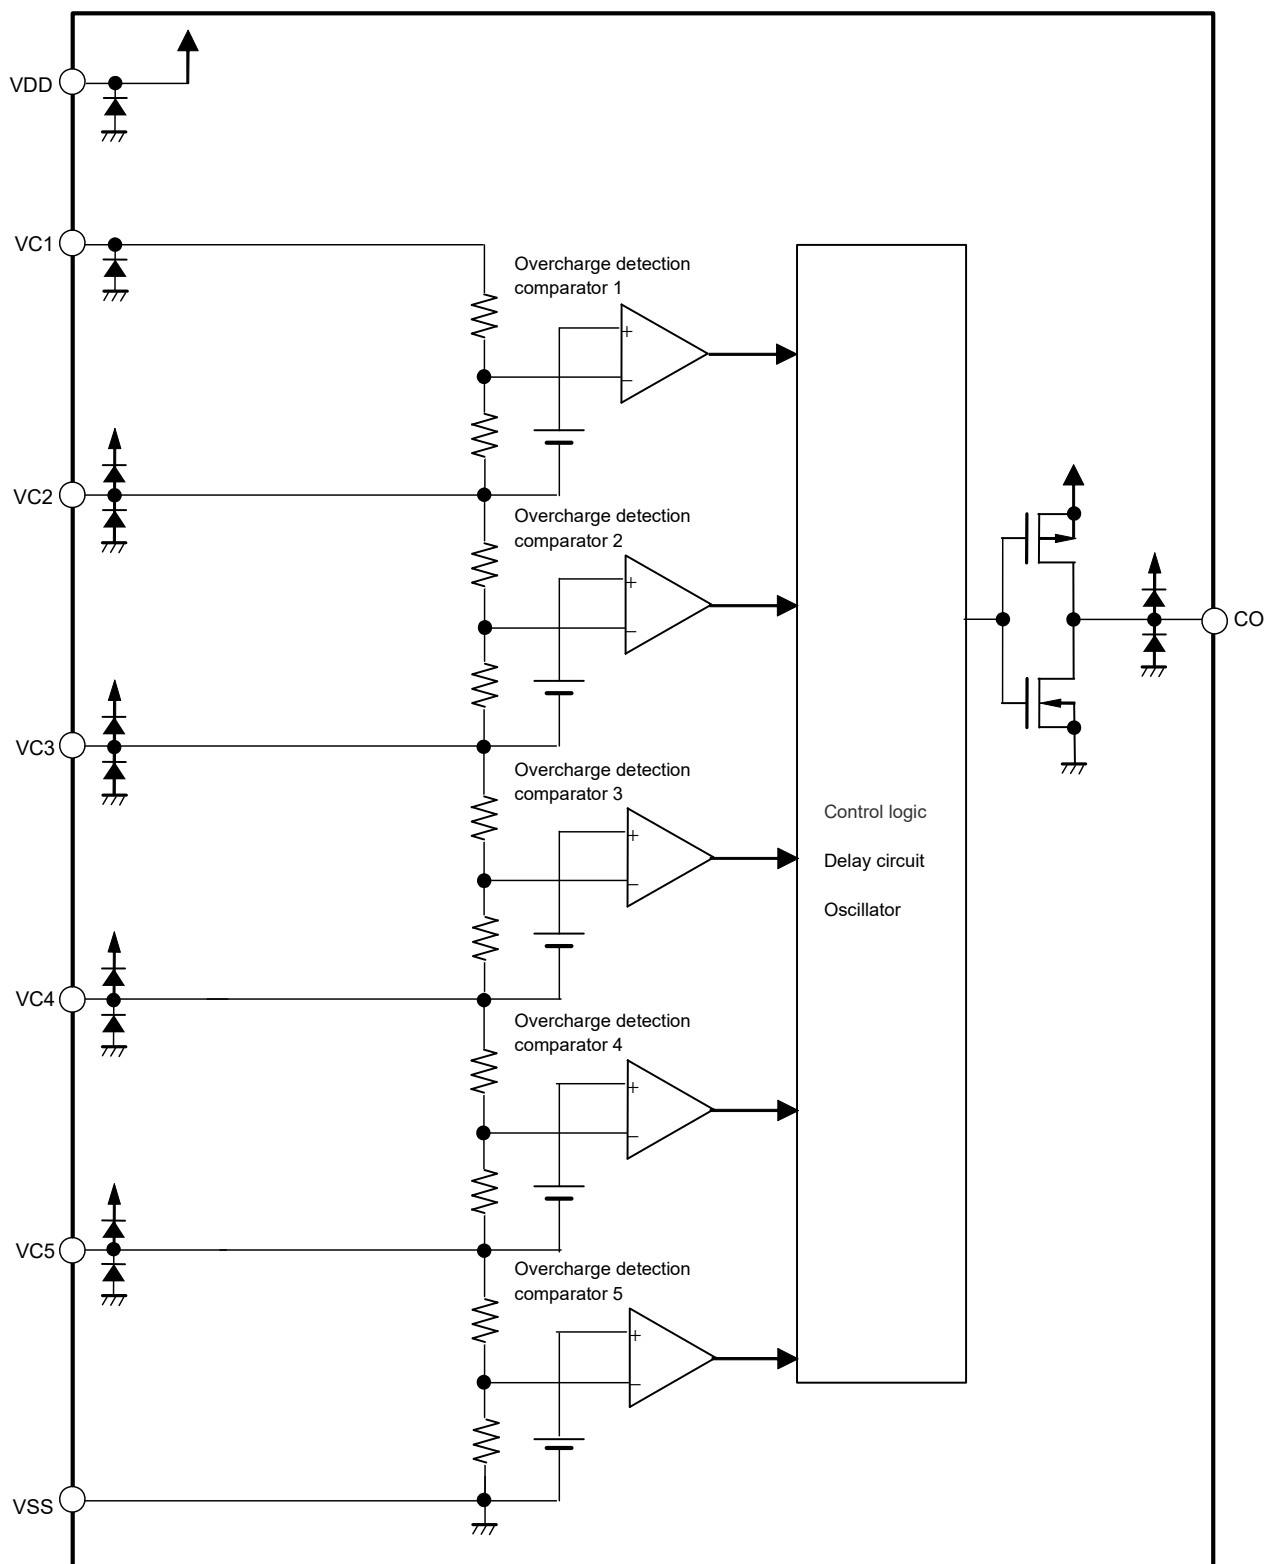 VDD
VC1
Overcharge detection
comparator 1
+
−
VC2
Overcharge detection
comparator 2
+
−
CO
VC3
Overcharge detection
comparator 3
+
−
Control logic
Delay circuit
Oscillator
VC4
Overcharge detection
comparator 4
+
−
VC5
Overcharge detection
comparator 5
+
−
VSS